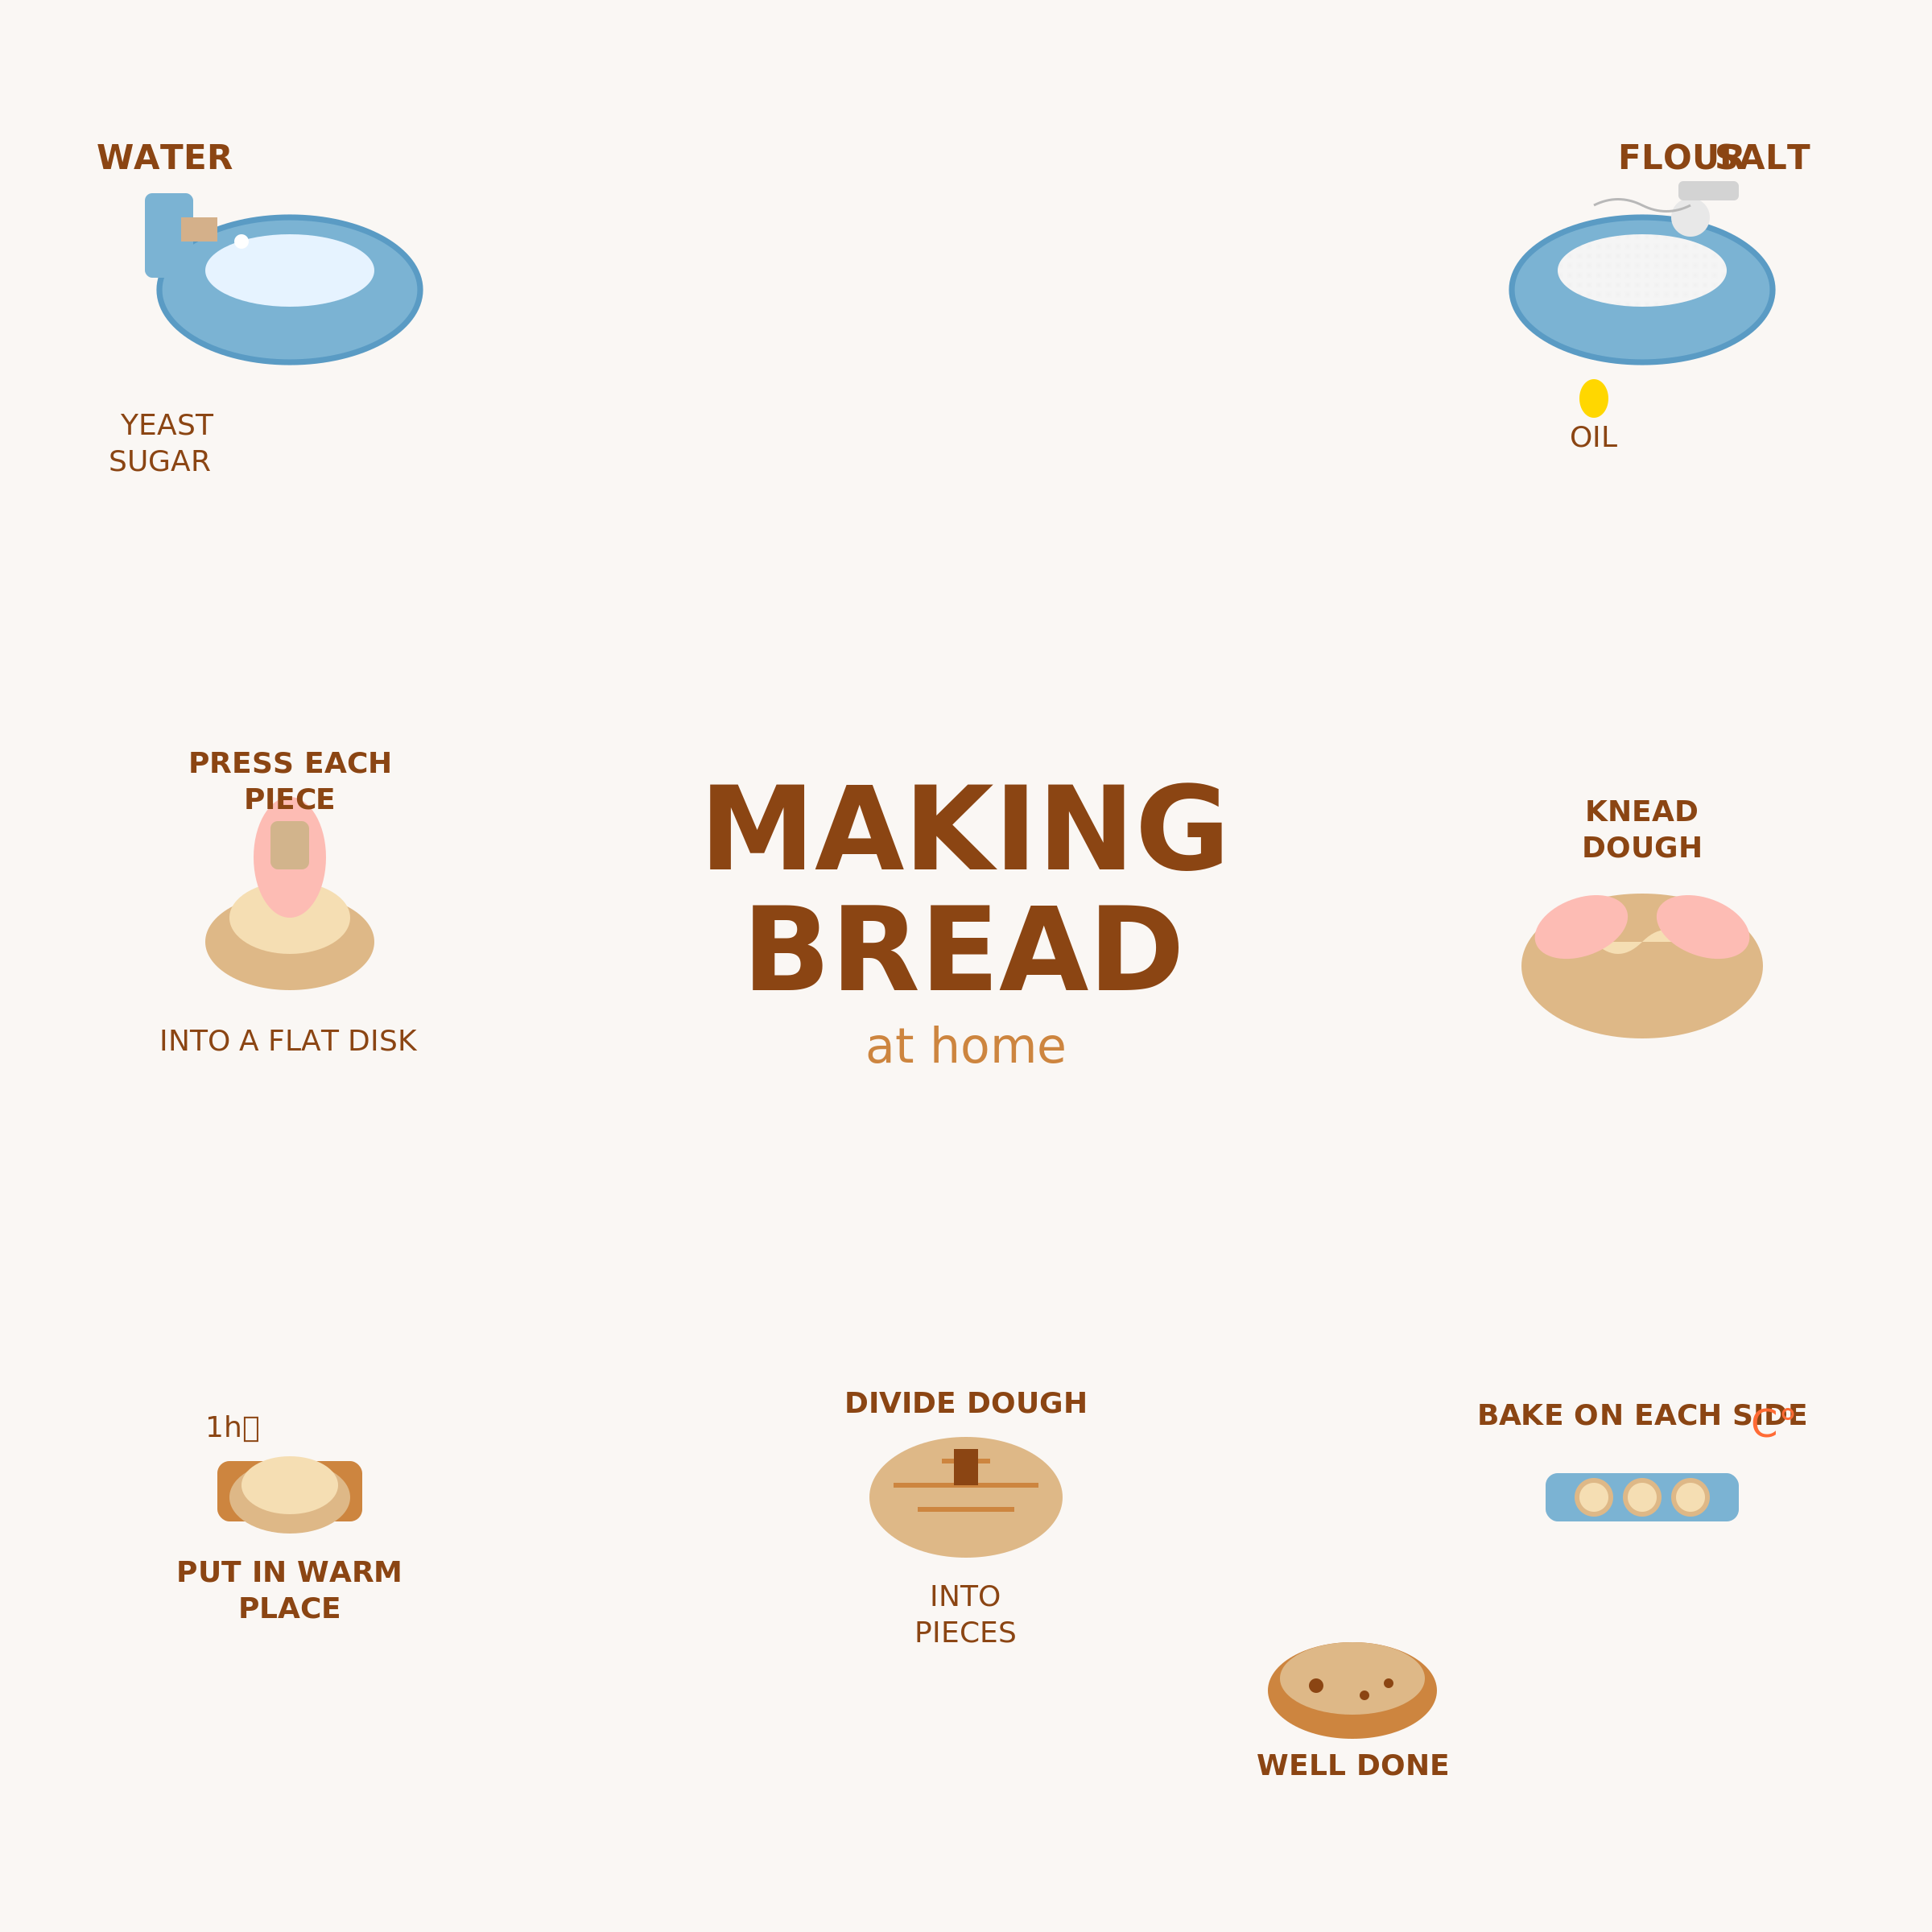 WATER
FLOUR
SALT
YEAST
SUGAR
OIL
PRESS EACH
PIECE
INTO A FLAT DISK
MAKING
BREAD
at home
KNEAD
DOUGH
1h
PUT IN WARM
PLACE
DIVIDE DOUGH
INTO
PIECES
BAKE ON EACH SIDE
C°
WELL DONE